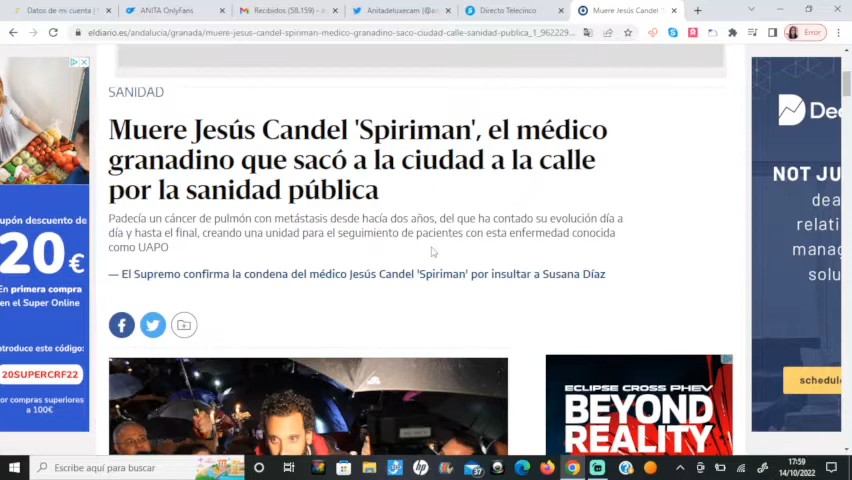 Datos de mi cuenta |
ANITA OnlyFans
Recibidos (58.159) - a
Anitadeluxecam (@a
Directo Telecinco
Muere Jesús Candel '
eldiario.es/andalucia/granada/muere-jesus-candel-spiriman-medico-granadino-saco-ciudad-calle-sanidad-publica_1_962229...
Error
SANIDAD
Muere Jesús Candel 'Spiriman', el médico
granadino que sacó a la ciudad a la calle
por la sanidad pública
Padecía un cáncer de pulmón con metástasis desde hacía dos años, del que ha contado su evolución día a
día y hasta el final, creando una unidad para el seguimiento de pacientes con esta enfermedad conocida
como UAPO
— El Supremo confirma la condena del médico Jesús Candel 'Spiriman' por insultar a Susana Díaz
upón descuento de
20€
En primera compra
en el Super Online
ntroduce este código:
20SUPERCRF22
or compras superiores
a 100€
De
NOT JU
dea
relati
manag
solu
schedul
ECLIPSE CROSS PHEV
BEYOND
REALITY
Escribe aquí para buscar
hp
37
17:59
14/10/2022